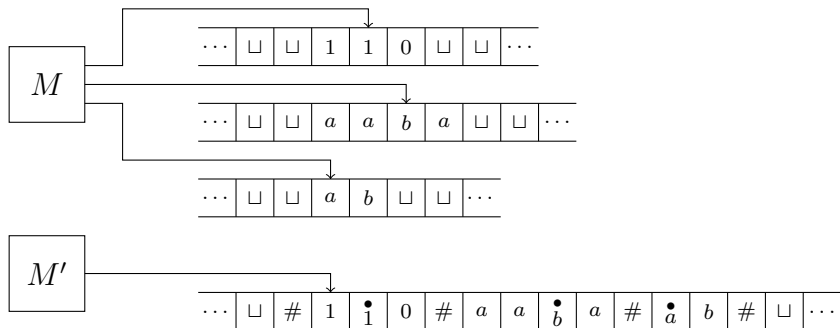 ··· ⊔ ⊔ 1 1 0 ⊔ ⊔ ···
M
··· ⊔ ⊔ a a b a ⊔ ⊔ ···
··· ⊔ ⊔ a b ⊔ ⊔ ···
M′
··· ⊔ # 1 1̇ 0 # a a ḃ a # ȧ b # ⊔ ···